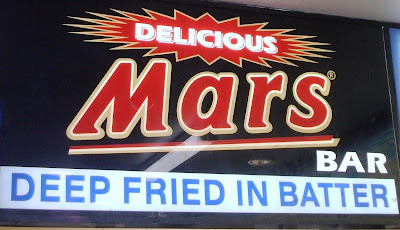 DELICIOUS
Mars®
BAR
DEEP FRIED IN BATTER